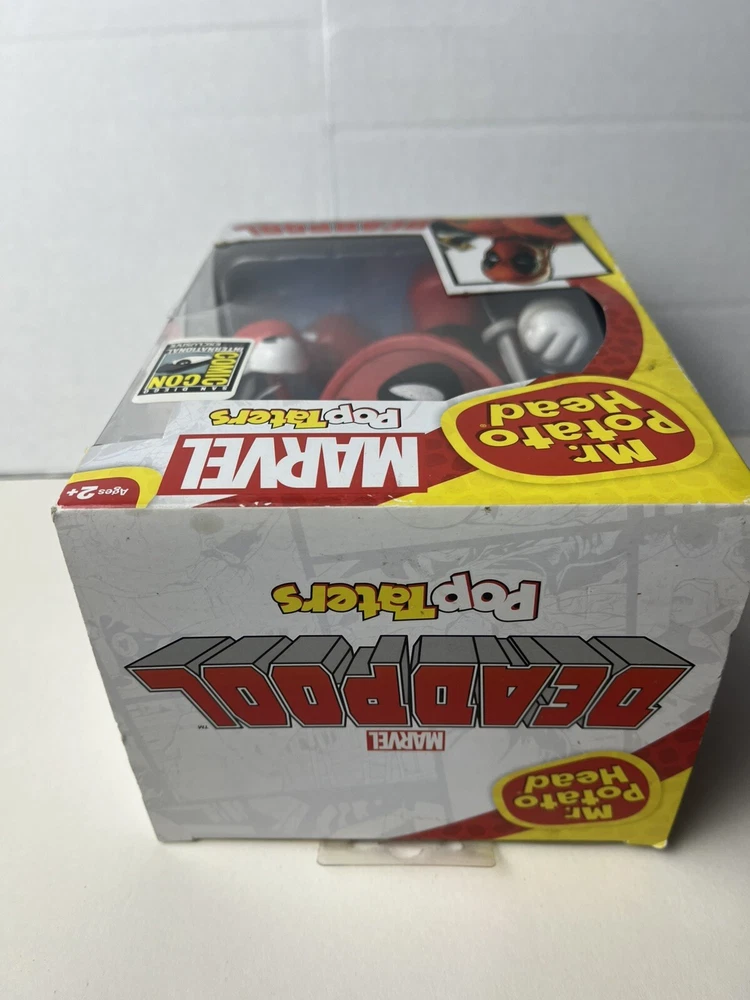 DEADPOOL
SAN DIEGO
COMIC CON
INTERNATIONAL
EXCLUSIVE
PopTaters
MARVEL
Ages 2+
Mr.
Potato
Head
PopTaters
DEADPOOL™
MARVEL
Mr.
Potato
Head